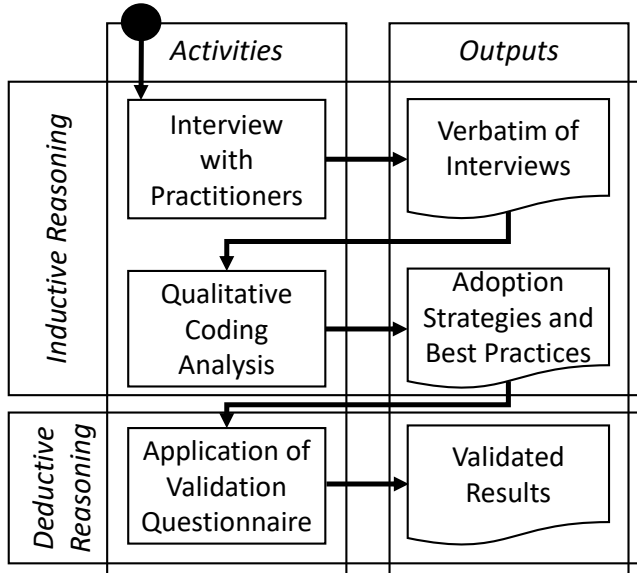 Activities
Outputs
Inductive Reasoning
Interview
with
Practitioners
Verbatim of
Interviews
Qualitative
Coding
Analysis
Adoption
Strategies and
Best Practices
Deductive
Reasoning
Application of
Validation
Questionnaire
Validated
Results